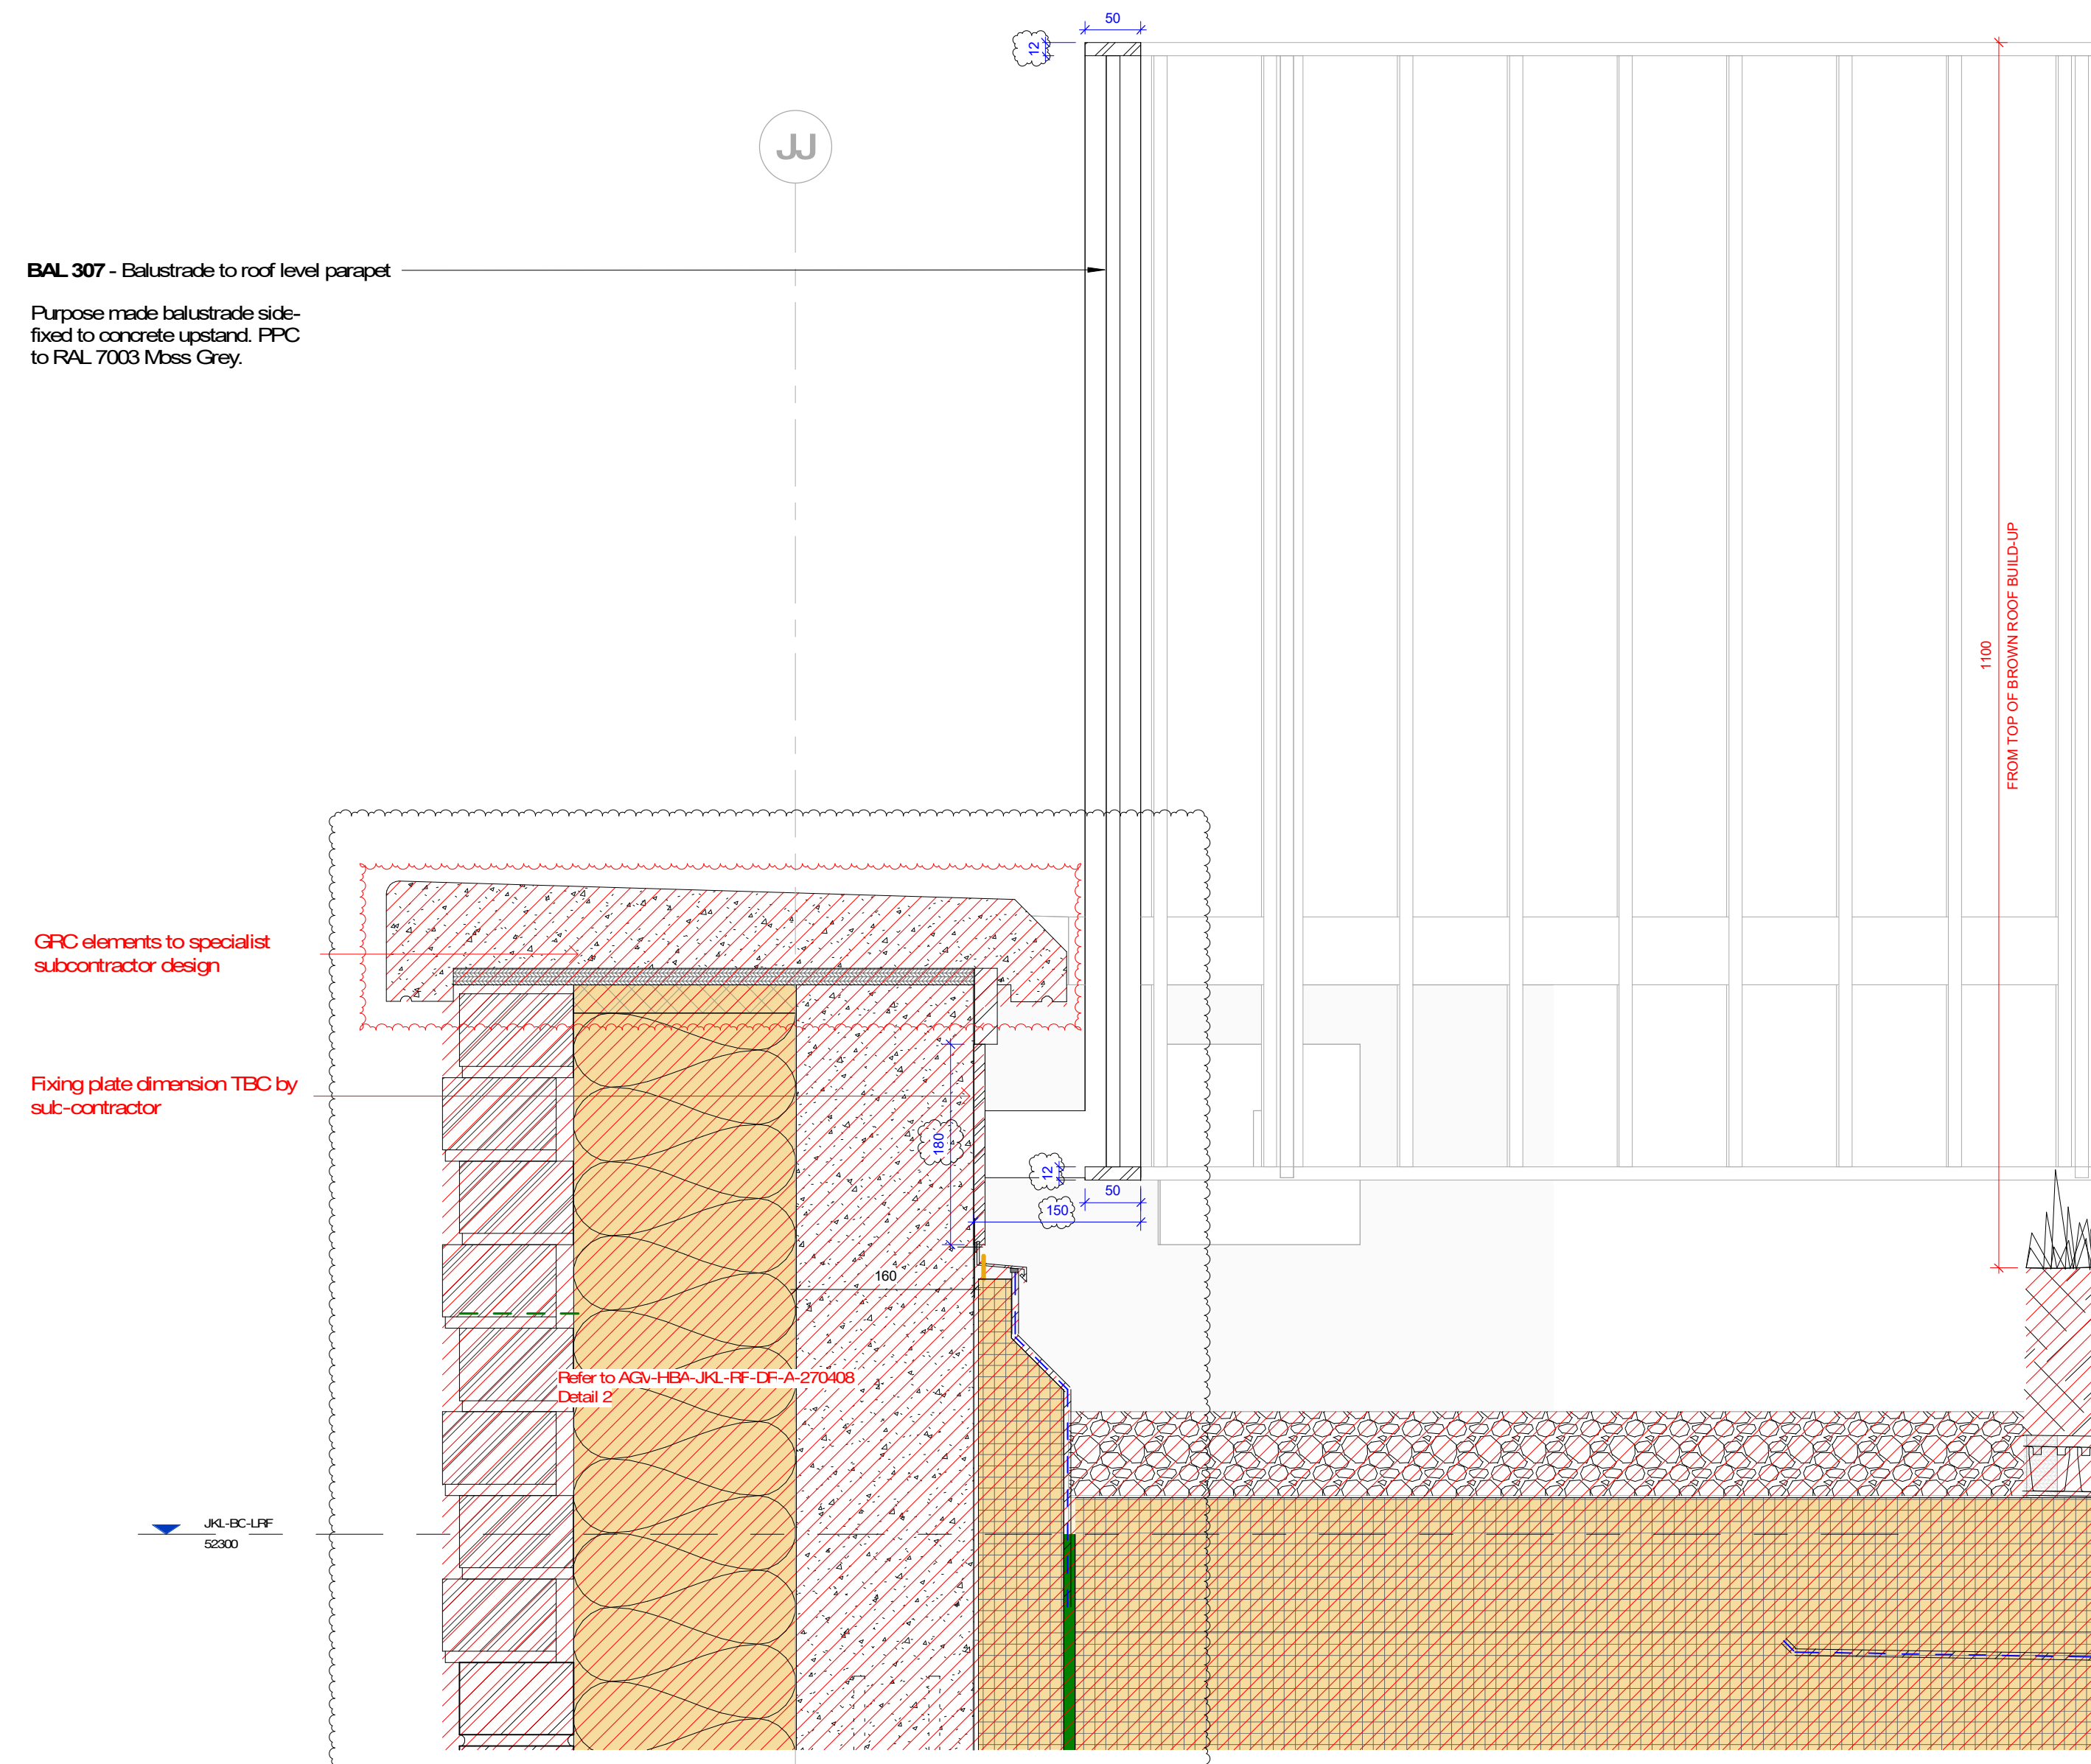 50
12
JJ
BAL 307 - Balustrade to roof level parapet
Purpose made balustrade side-
fixed to concrete upstand. PPC
to RAL 7003 Moss Grey.
1100
FROM TOP OF BROWN ROOF BUILD-UP
GRC elements to specialist
subcontractor design
Fixing plate dimension TBC by
sub-contractor
180
12
50
150
160
Refer to AGV-HBA-JKL-RF-DR-A-270408
Detail 2
JKL-BC-LRF
52300